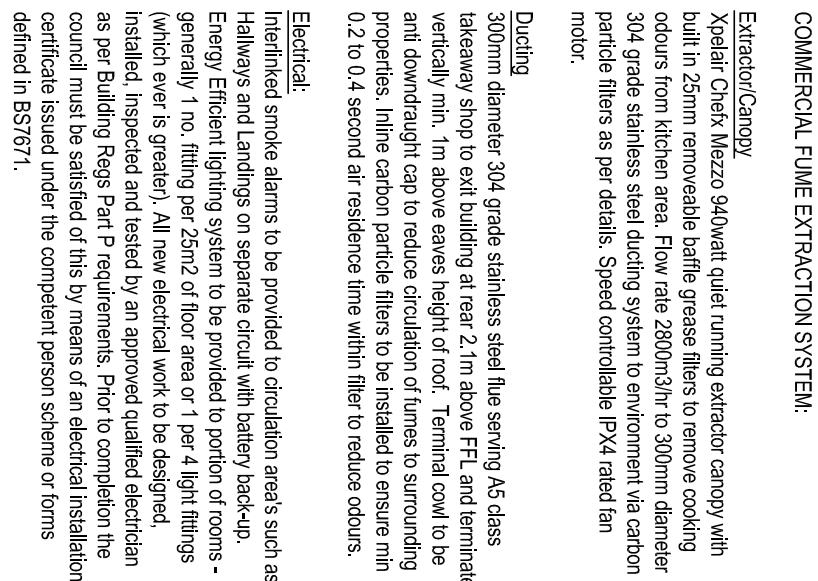 COMMERCIAL FUME EXTRACTION SYSTEM:
Extractor/Canopy
Xpelair Chefx Mezzo 940watt quiet running extractor canopy with
built in 25mm removeable baffle grease filters to remove cooking
odours from kitchen area. Flow rate 2800m3/hr to 300mm diameter
304 grade stainless steel ducting system to environment via carbon
particle filters as per details. Speed controllable IPX4 rated fan
motor.
Ducting
300mm diameter 304 grade stainless steel flue serving A5 class
takeaway shop to exit building at rear 2.1m above FFL and terminate
vertically min. 1m above eaves height of roof. Terminal cowl to be
anti downdraught cap to reduce circulation of fumes to surrounding
properties. Inline carbon particle filters to be installed to ensure min
0.2 to 0.4 second air residence time within filter to reduce odours.
Electrical:
Interlinked smoke alarms to be provided to circulation area's such as
Hallways and Landings on separate circuit with battery back-up.
Energy Efficient lighting system to be provided to portion of rooms -
generally 1 no. fitting per 25m2 of floor area or 1 per 4 light fittings
(which ever is greater). All new electrical work to be designed,
installed, inspected and tested by an approved qualified electrician
as per Building Regs Part P requirements. Prior to completion the
council must be satisfied of this by means of an electrical installation
certificate issued under the competent person scheme or forms
defined in BS7671.